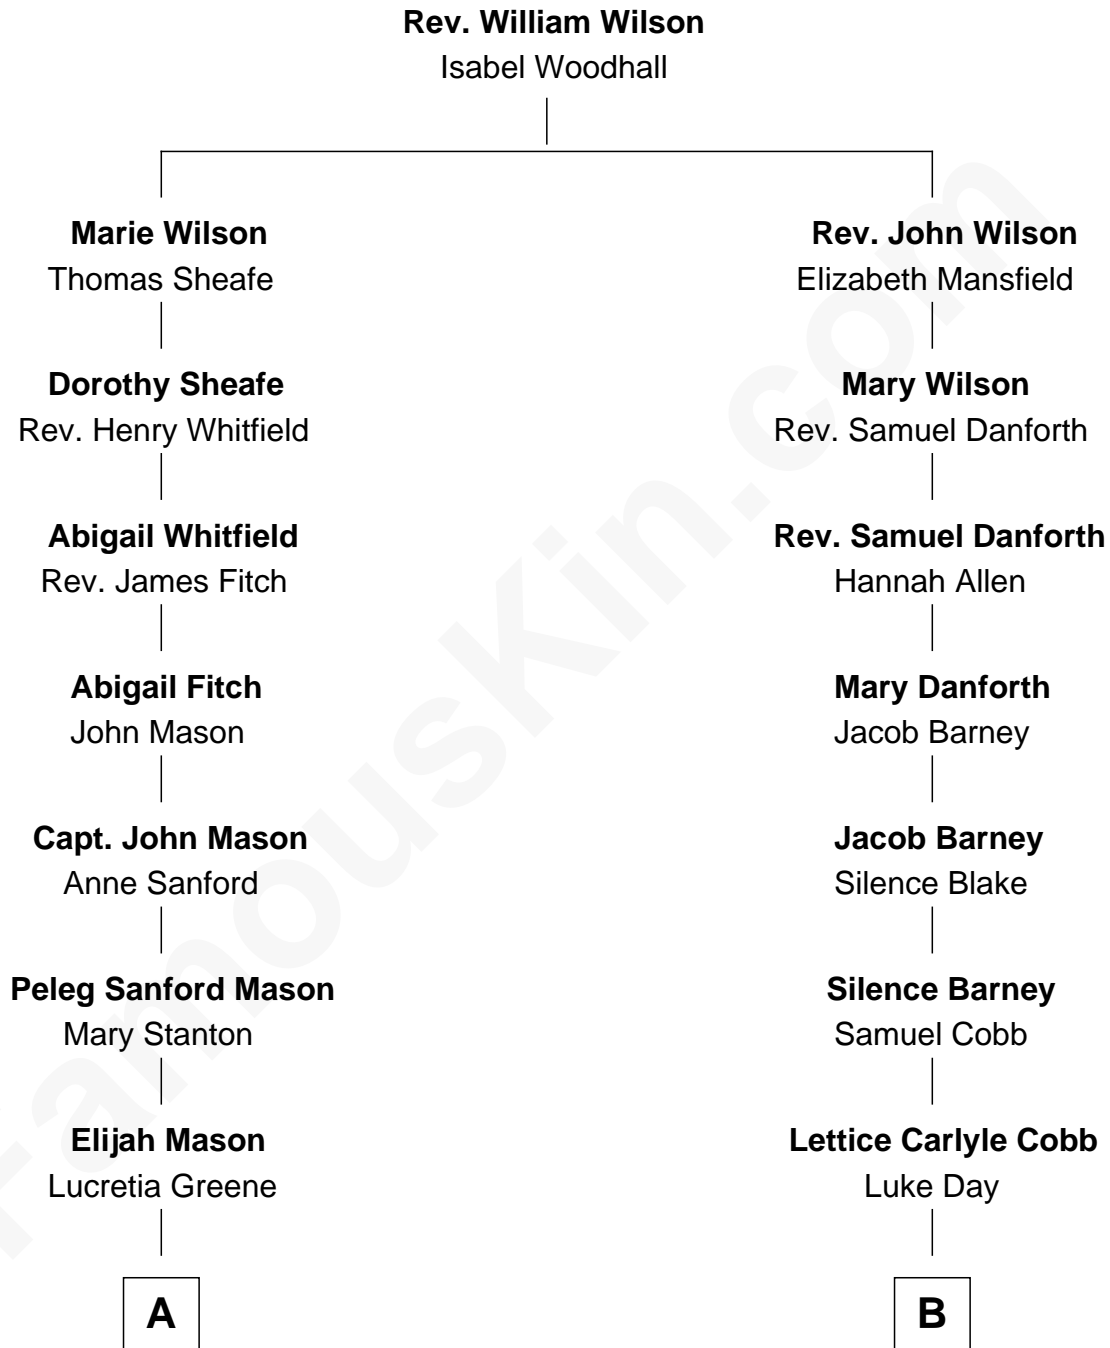 Rev. William Wilson
Isabel Woodhall
Marie Wilson
Thomas Sheafe
Dorothy Sheafe
Rev. Henry Whitfield
Abigail Whitfield
Rev. James Fitch
Abigail Fitch
John Mason
Capt. John Mason
Anne Sanford
Peleg Sanford Mason
Mary Stanton
Elijah Mason
Lucretia Greene
A
Rev. John Wilson
Elizabeth Mansfield
Mary Wilson
Rev. Samuel Danforth
Rev. Samuel Danforth
Hannah Allen
Mary Danforth
Jacob Barney
Jacob Barney
Silence Blake
Silence Barney
Samuel Cobb
Lettice Carlyle Cobb
Luke Day
B
FamousKin.com